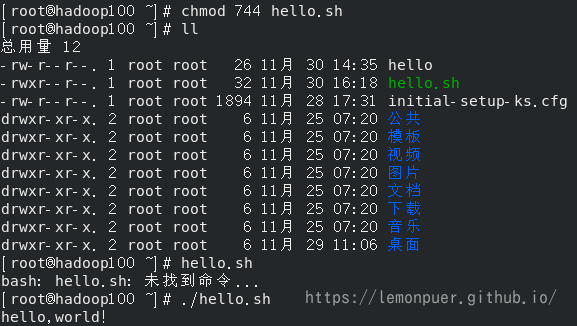 [root@hadoop100 ~]# chmod 744 hello.sh
[root@hadoop100 ~]# ll
总用量 12
-rw-r--r--. 1 root root 26 11月 30 14:35 hello
-rwxr--r--. 1 root root 32 11月 30 16:18 hello.sh
-rw-r--r--. 1 root root 1894 11月 28 17:31 initial-setup-ks.cfg
drwxr-xr-x. 2 root root 6 11月 25 07:20 公共
drwxr-xr-x. 2 root root 6 11月 25 07:20 模板
drwxr-xr-x. 2 root root 6 11月 25 07:20 视频
drwxr-xr-x. 2 root root 6 11月 25 07:20 图片
drwxr-xr-x. 2 root root 6 11月 25 07:20 文档
drwxr-xr-x. 2 root root 6 11月 25 07:20 下载
drwxr-xr-x. 2 root root 6 11月 25 07:20 音乐
drwxr-xr-x. 2 root root 6 11月 29 11:06 桌面
[root@hadoop100 ~]# hello.sh
bash: hello.sh: 未找到命令...
[root@hadoop100 ~]# ./hello.sh
https://lemonpuer.github.io/
hello,world!